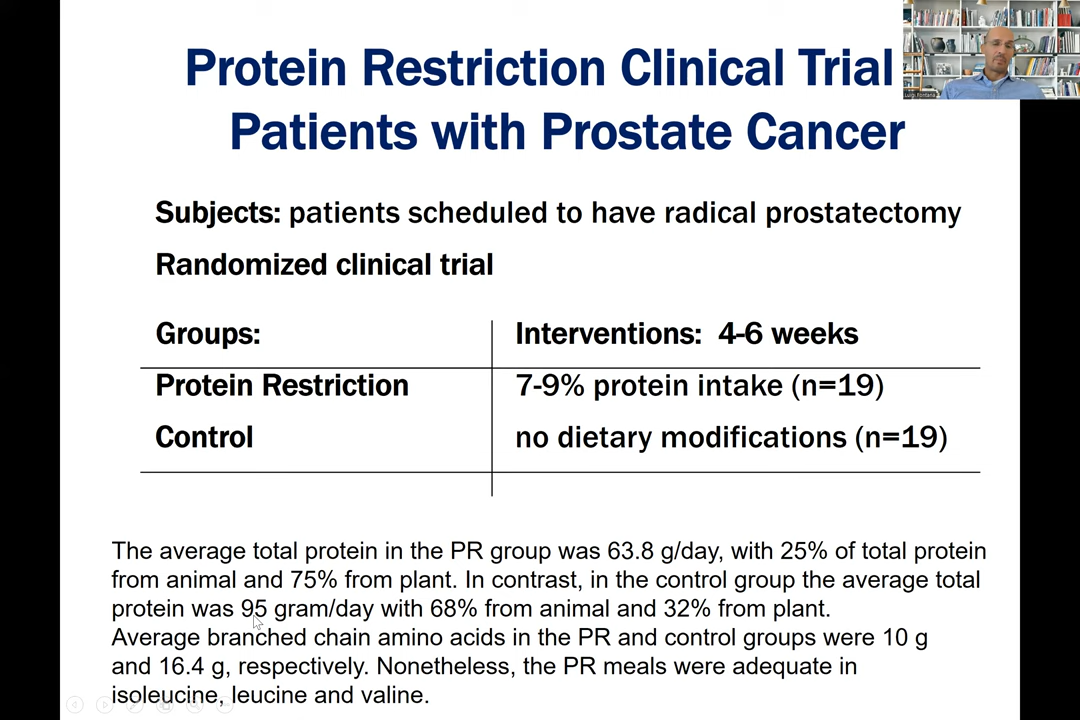 Protein Restriction Clinical Trial
Patients with Prostate Cancer
Luigi Fontana
Subjects: patients scheduled to have radical prostatectomy
Randomized clinical trial
Groups: Interventions: 4-6 weeks
Protein Restriction 7-9% protein intake (n=19)
Control no dietary modifications (n=19)
The average total protein in the PR group was 63.8 g/day, with 25% of total protein
from animal and 75% from plant. In contrast, in the control group the average total
protein was 95 gram/day with 68% from animal and 32% from plant.
Average branched chain amino acids in the PR and control groups were 10 g
and 16.4 g, respectively. Nonetheless, the PR meals were adequate in
isoleucine, leucine and valine.